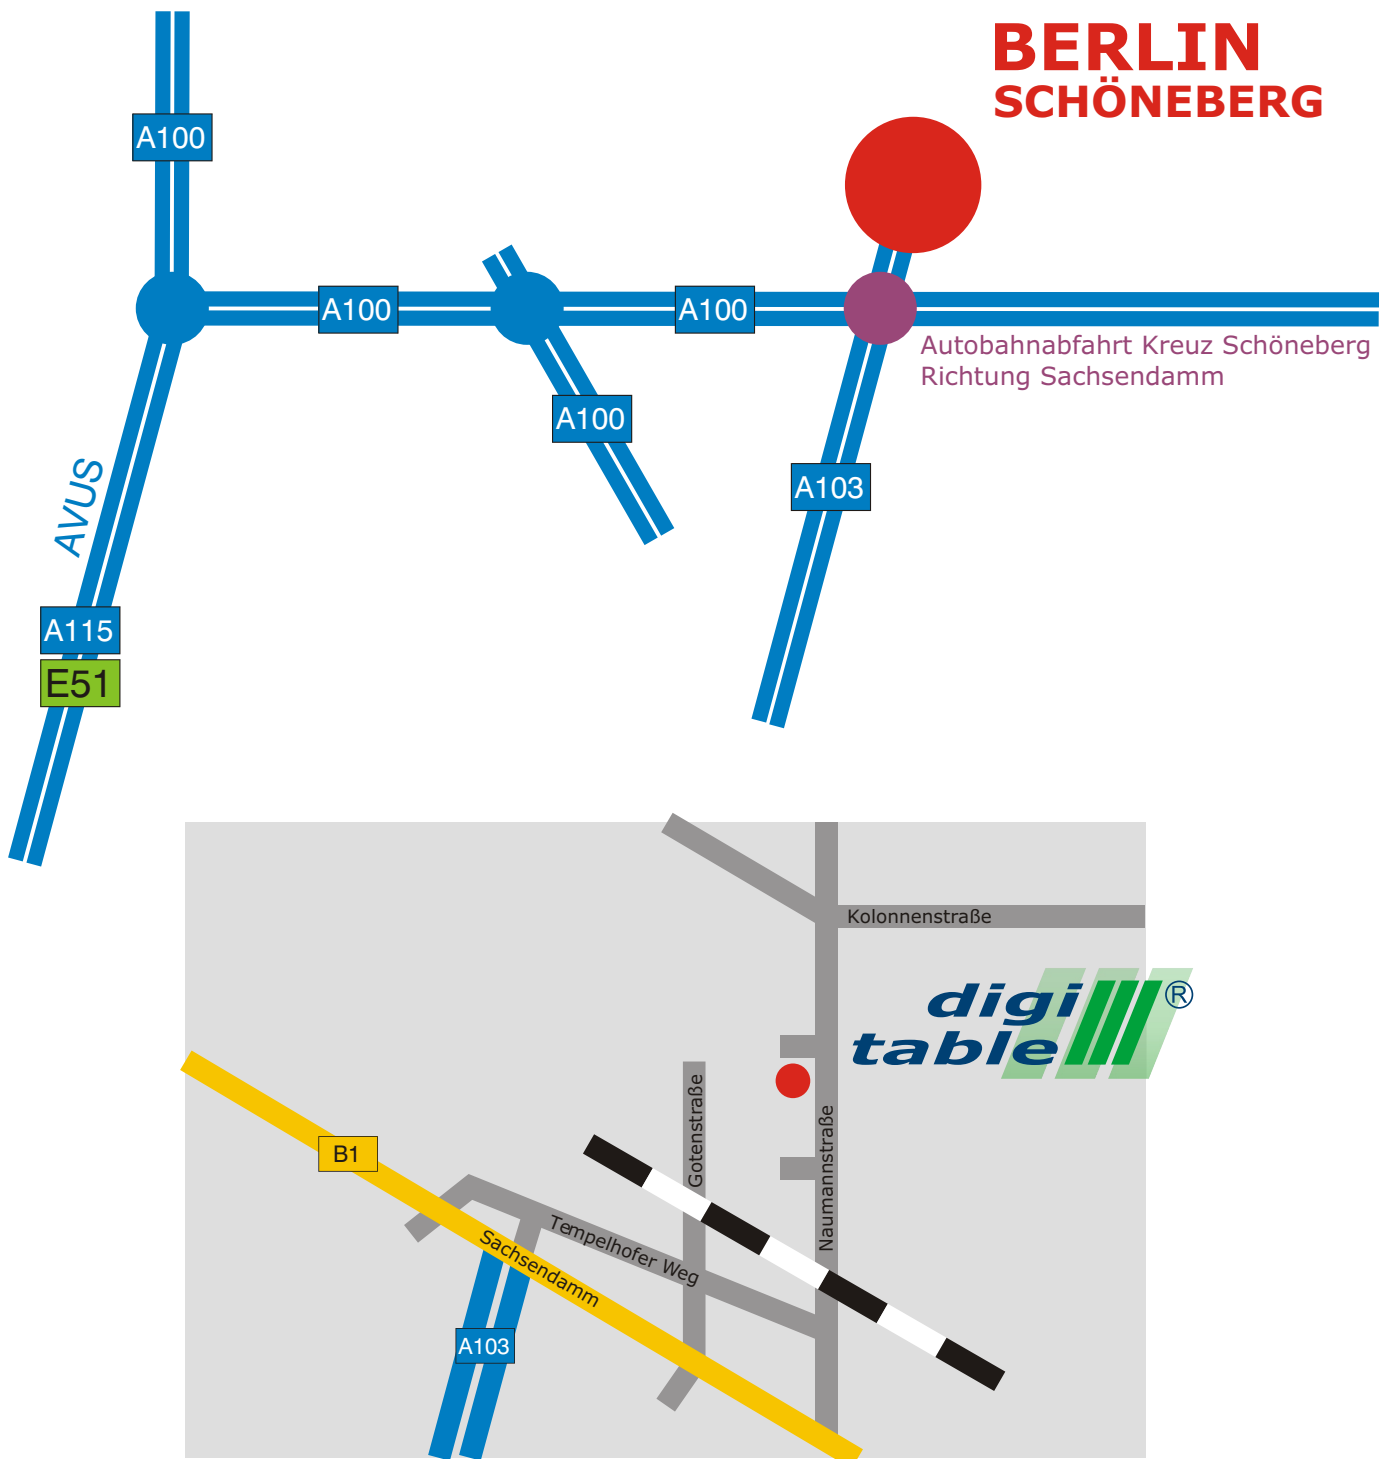 BERLIN
SCHÖNEBERG
A100
A100
A100
Autobahnabfahrt Kreuz Schöneberg
Richtung Sachsendamm
A100
A103
AVUS
A115
E51
Kolonnenstraße
digi ®
table
Gotenstraße
Naumannstraße
B1
Tempelhofer Weg
Sachsendamm
A103